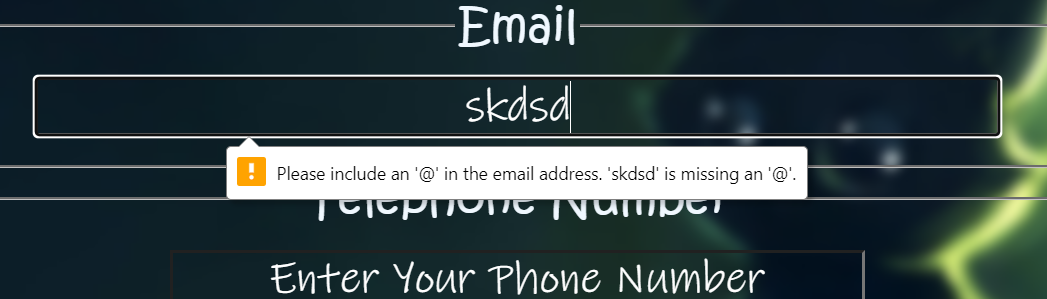 Email
skdsd
Please include an '@' in the email address. 'skdsd' is missing an '@'.
Telephone Number
Enter Your Phone Number